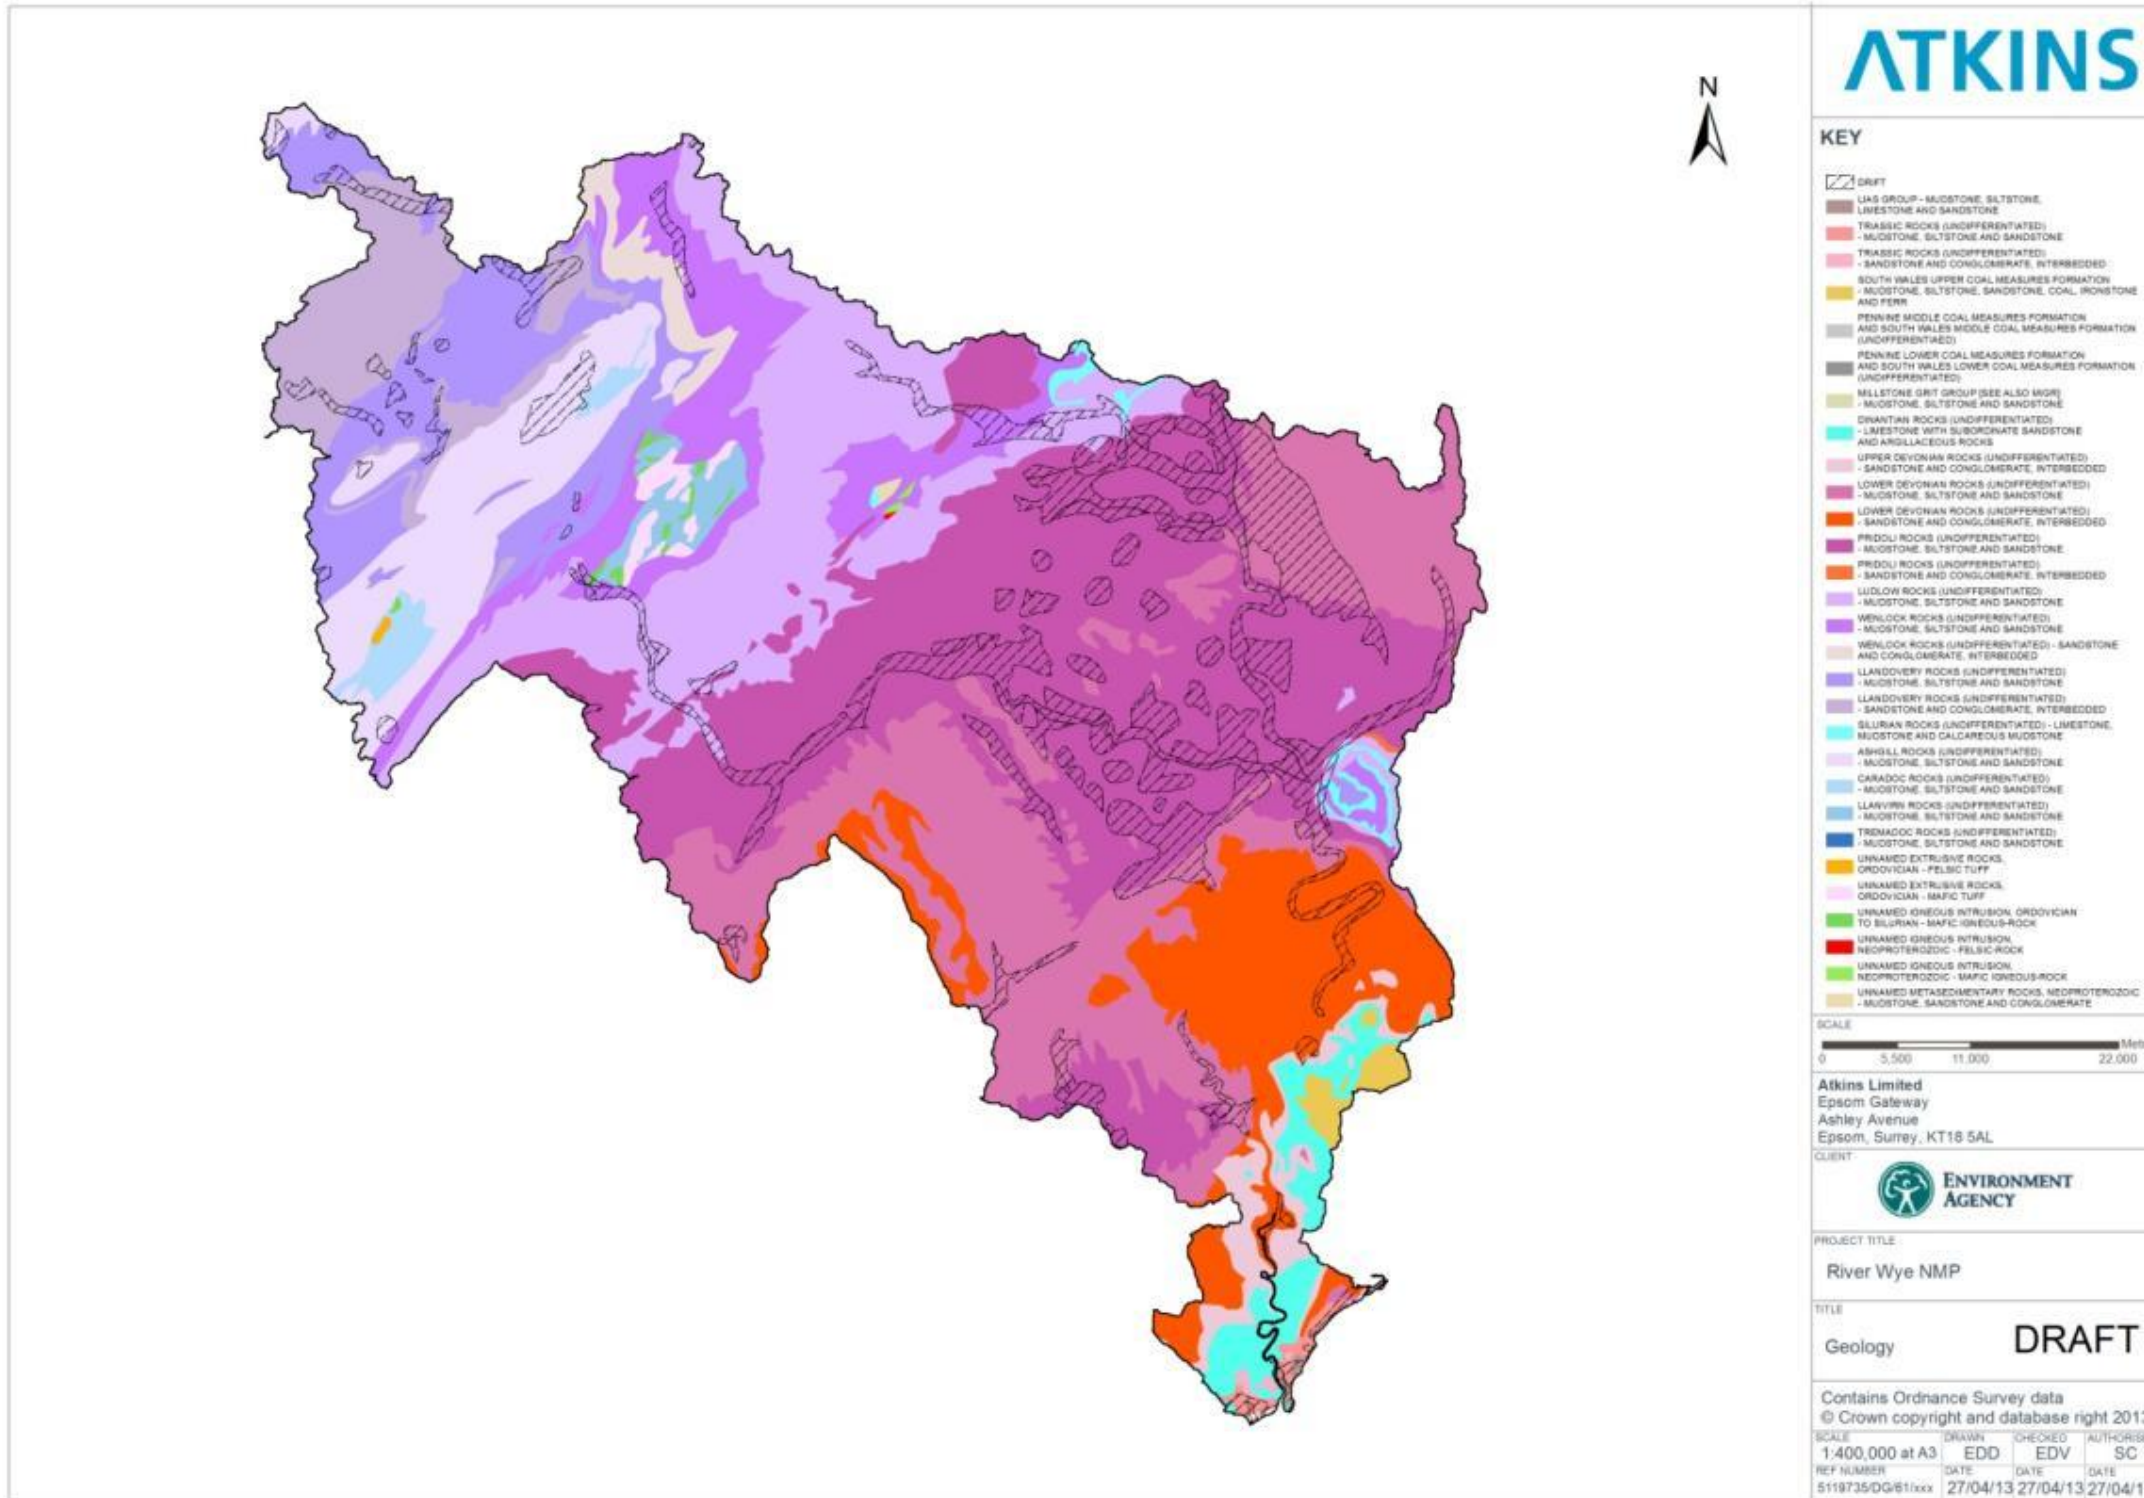 ATKINS
N
KEY
DRIFT
LIAS GROUP - MUDSTONE, SILTSTONE,
LIMESTONE AND SANDSTONE
TRIASSIC ROCKS (UNDIFFERENTIATED)
- MUDSTONE, SILTSTONE AND SANDSTONE
TRIASSIC ROCKS (UNDIFFERENTIATED)
- SANDSTONE AND CONGLOMERATE, INTERBEDDED
SOUTH WALES UPPER COAL MEASURES FORMATION
- MUDSTONE, SILTSTONE, SANDSTONE, COAL, IRONSTONE
AND FERR
PENNINE MIDDLE COAL MEASURES FORMATION
AND SOUTH WALES MIDDLE COAL MEASURES FORMATION
(UNDIFFERENTIAED)
PENNINE LOWER COAL MEASURES FORMATION
AND SOUTH WALES LOWER COAL MEASURES FORMATION
(UNDIFFERENTIATED)
MILLSTONE GRIT GROUP [SEE ALSO MIGR]
- MUDSTONE, SILTSTONE AND SANDSTONE
DINANTIAN ROCKS (UNDIFFERENTIATED)
- LIMESTONE WITH SUBORDINATE SANDSTONE
AND ARGILLACEOUS ROCKS
UPPER DEVONIAN ROCKS (UNDIFFERENTIATED)
- SANDSTONE AND CONGLOMERATE, INTERBEDDED
LOWER DEVONIAN ROCKS (UNDIFFERENTIATED)
- MUDSTONE, SILTSTONE AND SANDSTONE
LOWER DEVONIAN ROCKS (UNDIFFERENTIATED)
- SANDSTONE AND CONGLOMERATE, INTERBEDDED
PRIDOLI ROCKS (UNDIFFERENTIATED)
- MUDSTONE, SILTSTONE AND SANDSTONE
PRIDOLI ROCKS (UNDIFFERENTIATED)
- SANDSTONE AND CONGLOMERATE, INTERBEDDED
LUDLOW ROCKS (UNDIFFERENTIATED)
- MUDSTONE, SILTSTONE AND SANDSTONE
WENLOCK ROCKS (UNDIFFERENTIATED)
- MUDSTONE, SILTSTONE AND SANDSTONE
WENLOCK ROCKS (UNDIFFERENTIATED) - SANDSTONE
AND CONGLOMERATE, INTERBEDDED
LLANDOVERY ROCKS (UNDIFFERENTIATED)
- MUDSTONE, SILTSTONE AND SANDSTONE
LLANDOVERY ROCKS (UNDIFFERENTIATED)
- SANDSTONE AND CONGLOMERATE, INTERBEDDED
SILURIAN ROCKS (UNDIFFERENTIATED) - LIMESTONE,
MUDSTONE AND CALCAREOUS MUDSTONE
ASHGILL ROCKS (UNDIFFERENTIATED)
- MUDSTONE, SILTSTONE AND SANDSTONE
CARADOC ROCKS (UNDIFFERENTIATED)
- MUDSTONE, SILTSTONE AND SANDSTONE
LLANVIRN ROCKS (UNDIFFERENTIATED)
- MUDSTONE, SILTSTONE AND SANDSTONE
TREMADOC ROCKS (UNDIFFERENTIATED)
- MUDSTONE, SILTSTONE AND SANDSTONE
UNNAMED EXTRUSIVE ROCKS,
ORDOVICIAN - FELSIC TUFF
UNNAMED EXTRUSIVE ROCKS,
ORDOVICIAN - MAFIC TUFF
UNNAMED IGNEOUS INTRUSION, ORDOVICIAN
TO SILURIAN - MAFIC IGNEOUS-ROCK
UNNAMED IGNEOUS INTRUSION,
NEOPROTEROZOIC - FELSIC-ROCK
UNNAMED IGNEOUS INTRUSION,
NEOPROTEROZOIC - MAFIC IGNEOUS-ROCK
UNNAMED METASEDIMENTARY ROCKS, NEOPROTEROZOIC
- MUDSTONE, SANDSTONE AND CONGLOMERATE
SCALE
Met
0 5,500 11,000 22,000
Atkins Limited
Epsom Gateway
Ashley Avenue
Epsom, Surrey, KT18 5AL
CLIENT
ENVIRONMENT
AGENCY
PROJECT TITLE
River Wye NMP
TITLE
Geology DRAFT
Contains Ordnance Survey data
© Crown copyright and database right 2013
SCALE DRAWN CHECKED AUTHORISE
1:400,000 at A3 EDD EDV SC
REF NUMBER DATE DATE DATE
5119735/DG/61/xxx 27/04/13 27/04/13 27/04/1